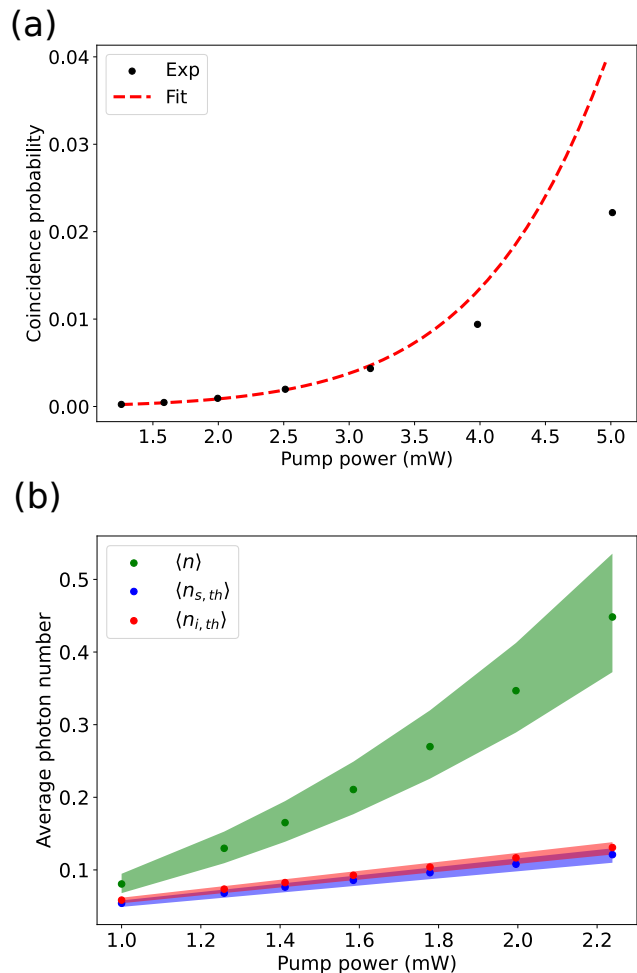 (a)
Exp
Fit
Coincidence probability
0.04
0.03
0.02
0.01
0.00
1.5 2.0 2.5 3.0 3.5 4.0 4.5 5.0
Pump power (mW)
(b)
⟨n⟩
⟨n_{s,th}⟩
⟨n_{i,th}⟩
Average photon number
0.5
0.4
0.3
0.2
0.1
1.0 1.2 1.4 1.6 1.8 2.0 2.2
Pump power (mW)